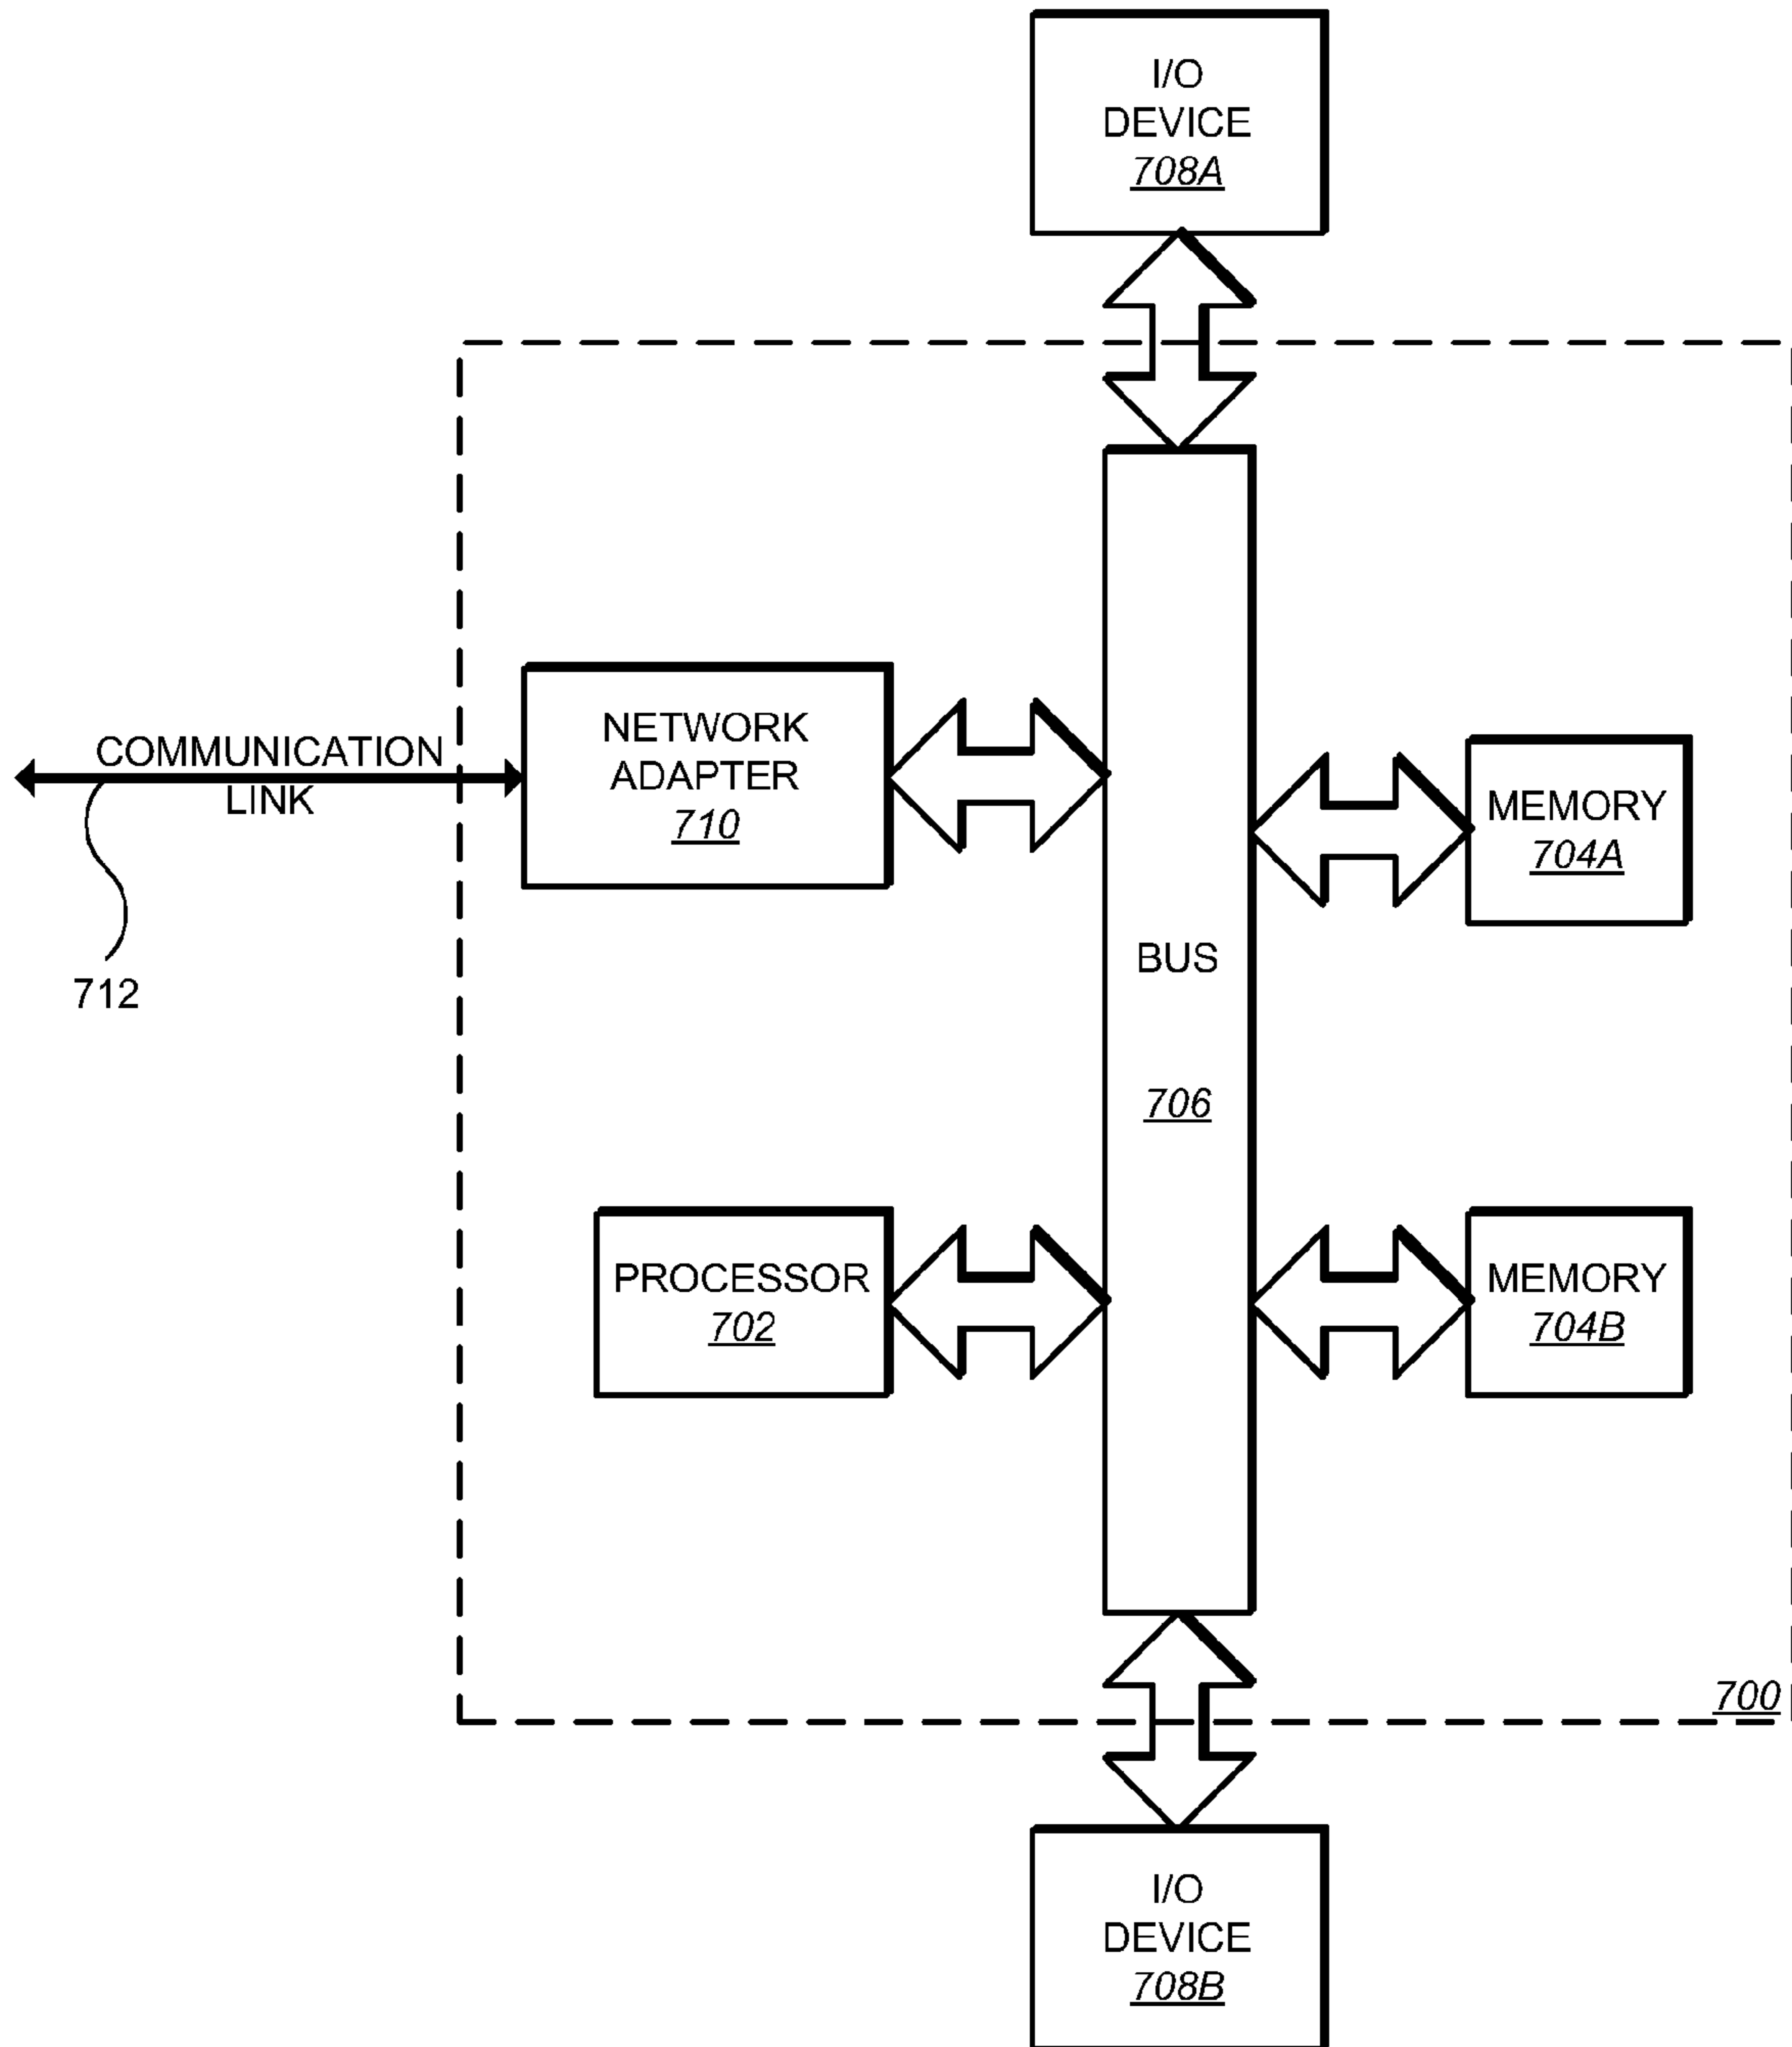 I/O
DEVICE
708A
COMMUNICATION
LINK
712
NETWORK
ADAPTER
710
MEMORY
704A
BUS
706
PROCESSOR
702
MEMORY
704B
700
I/O
DEVICE
708B